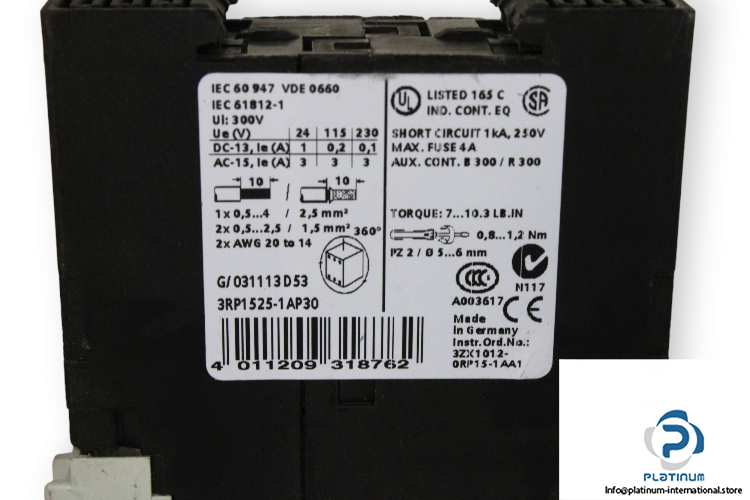 IEC 60 947 VDE 0660
IEC 61812-1
Ui: 300V
Ue (V) 24 115 230
DC-13, Ie (A) 1 0,2 0,1
AC-15, Ie (A) 3 3 3
10 / 10
1x 0,5...4 / 2,5 mm²
2x 0,5...2,5 / 1,5 mm²
2x AWG 20 to 14
360°
G/031113 D53
3RP1525-1AP30
4 011209 318762
UL LISTED 165 C
IND. CONT. EQ
SA
SHORT CIRCUIT 1kA, 250V
MAX. FUSE 4A
AUX. CONT. B 300 / R 300
TORQUE: 7...10.3 LB.IN
0,8...1,2 Nm
PZ 2 / Ø 5...6 mm
CCC
N117
A003617
CE
Made
in Germany
Instr.Ord.No.:
3ZX1012-
0RP15-1AA1
P
PLATINUM
INTERNATIONAL
Info@platinum-international.store